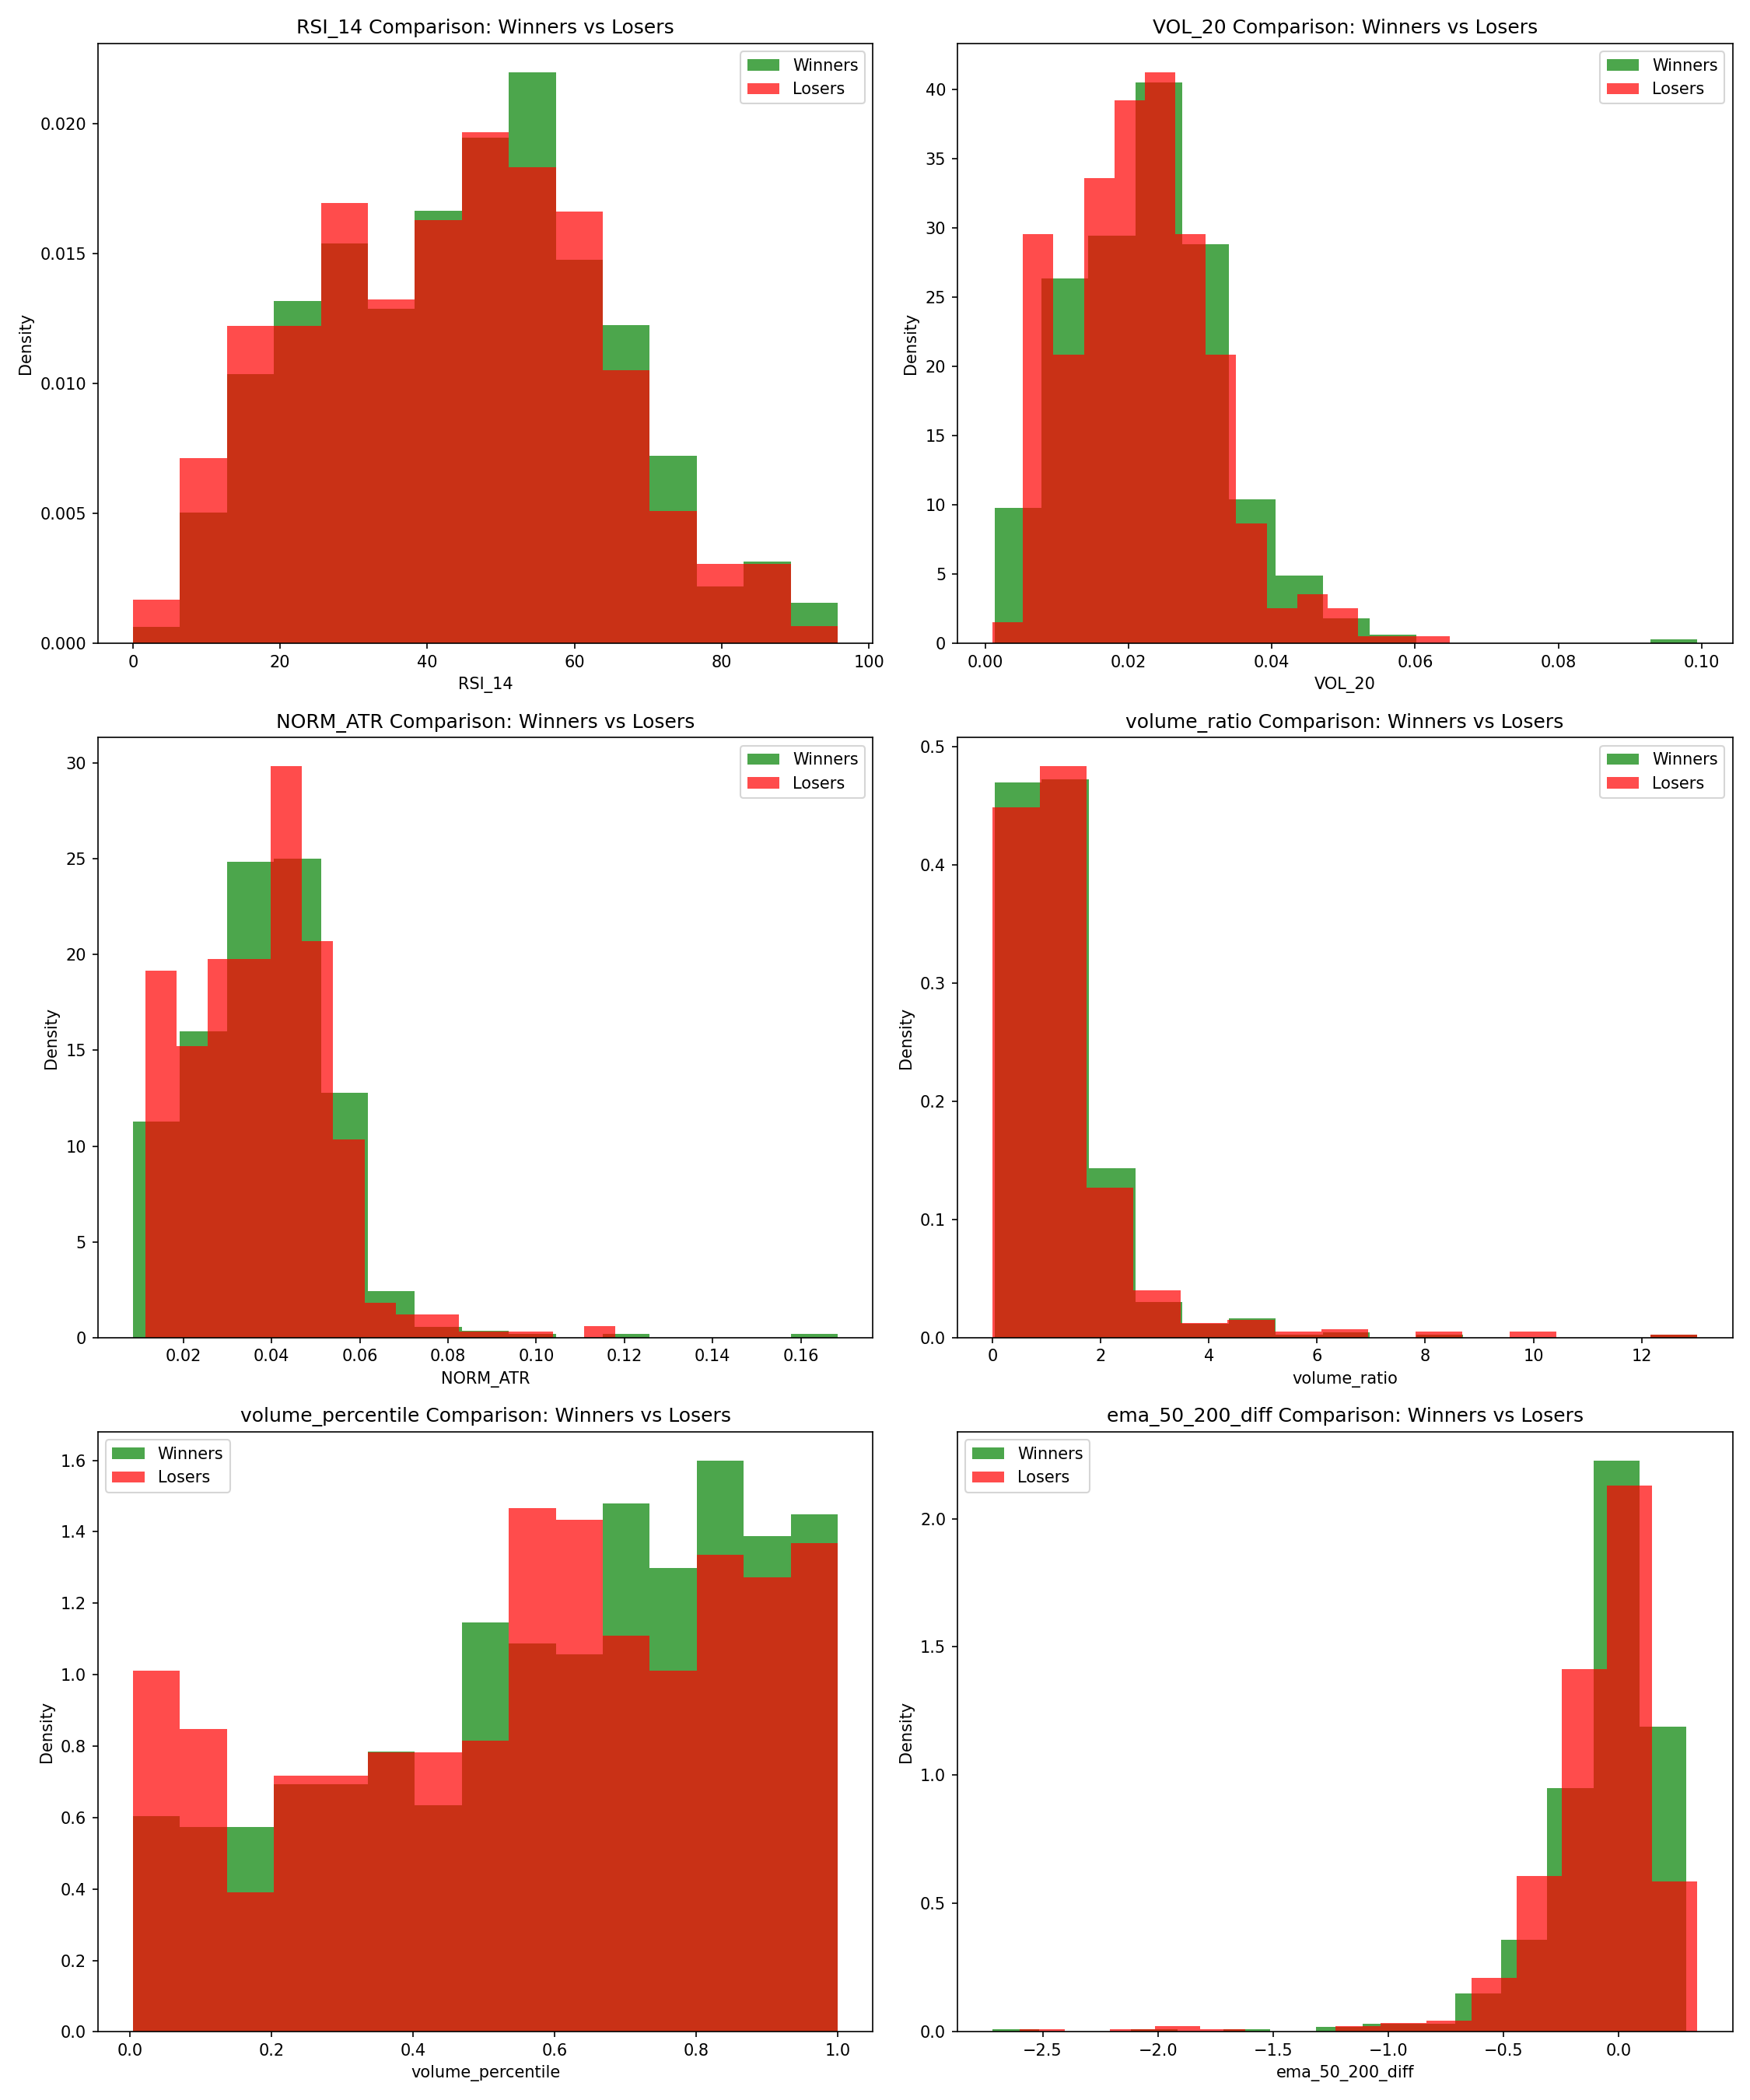 RSI_14 Comparison: Winners vs Losers
Winners
Losers
0.020
0.015
0.010
0.005
0.000
Density
0 20 40 60 80 100
RSI_14
VOL_20 Comparison: Winners vs Losers
Winners
Losers
40
35
30
25
20
15
10
5
0
Density
0.00 0.02 0.04 0.06 0.08 0.10
VOL_20
NORM_ATR Comparison: Winners vs Losers
Winners
Losers
30
25
20
15
10
5
0
Density
0.02 0.04 0.06 0.08 0.10 0.12 0.14 0.16
NORM_ATR
volume_ratio Comparison: Winners vs Losers
Winners
Losers
0.5
0.4
0.3
0.2
0.1
0.0
Density
0 2 4 6 8 10 12
volume_ratio
volume_percentile Comparison: Winners vs Losers
Winners
Losers
1.6
1.4
1.2
1.0
0.8
0.6
0.4
0.2
0.0
Density
0.0 0.2 0.4 0.6 0.8 1.0
volume_percentile
ema_50_200_diff Comparison: Winners vs Losers
Winners
Losers
2.0
1.5
1.0
0.5
0.0
Density
−2.5 −2.0 −1.5 −1.0 −0.5 0.0
ema_50_200_diff